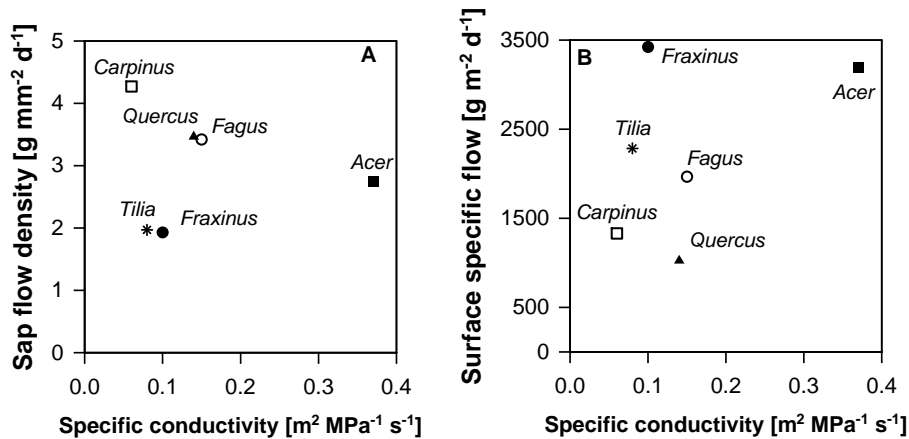 A
Sap flow density [g mm⁻² d⁻¹]
5
4
3
2
1
0
Carpinus
Quercus
Fagus
Acer
Tilia
Fraxinus
0.0 0.1 0.2 0.3 0.4
Specific conductivity [m² MPa⁻¹ s⁻¹]
B
Surface specific flow [g m⁻² d⁻¹]
3500
2500
1500
500
0
Fraxinus
Acer
Tilia
Fagus
Carpinus
Quercus
0.0 0.1 0.2 0.3 0.4
Specific conductivity [m² MPa⁻¹ s⁻¹]